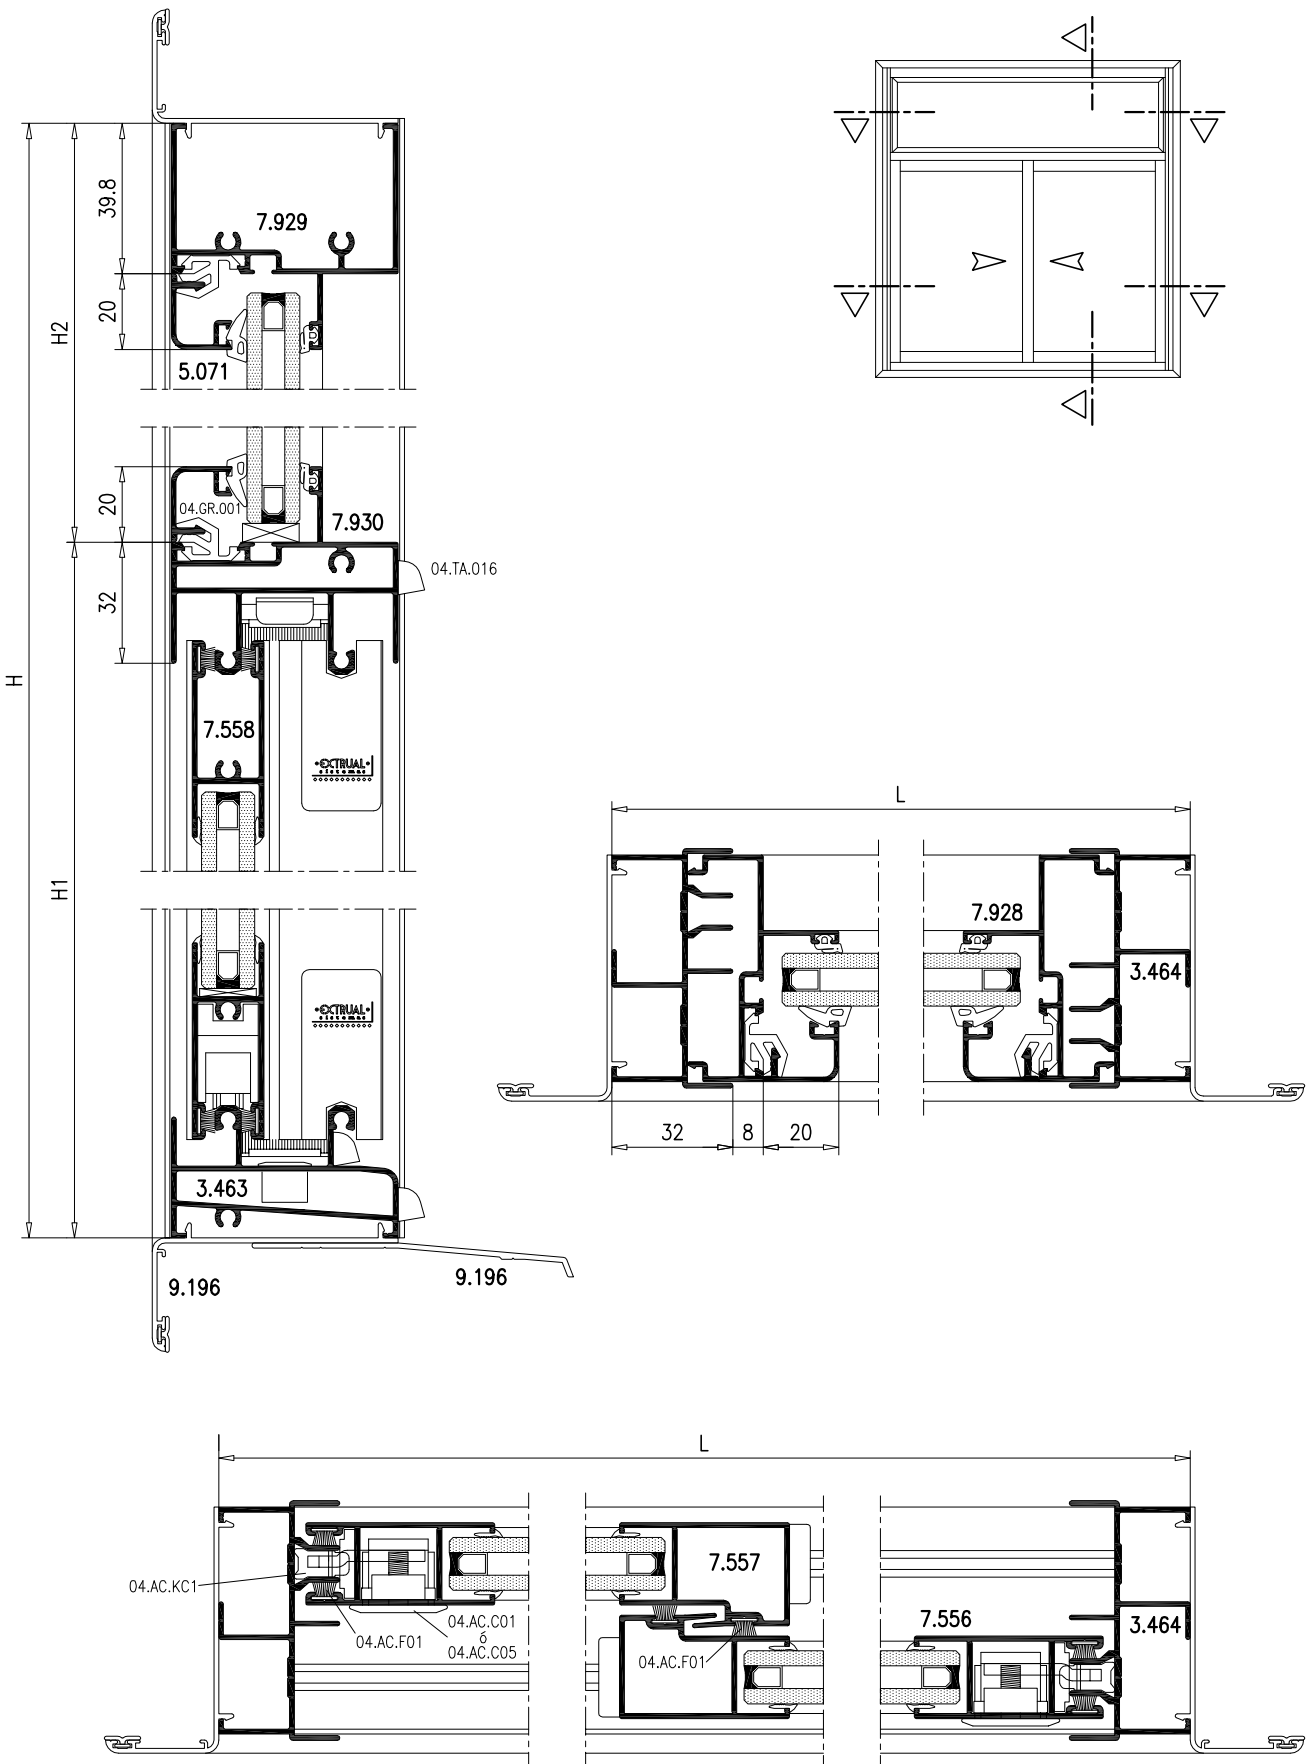 39.8
7.929
20
H2
5.071
20
04.GR.001
7.930
04.TA.016
32
H
7.558
EXTRUAL
sistemas
H1
EXTRUAL
sistemas
3.463
9.196
9.196
L
7.928
3.464
32
8
20
L
04.AC.KC1
04.AC.F01
04.AC.C01
ó
04.AC.C05
7.557
04.AC.F01
7.556
3.464